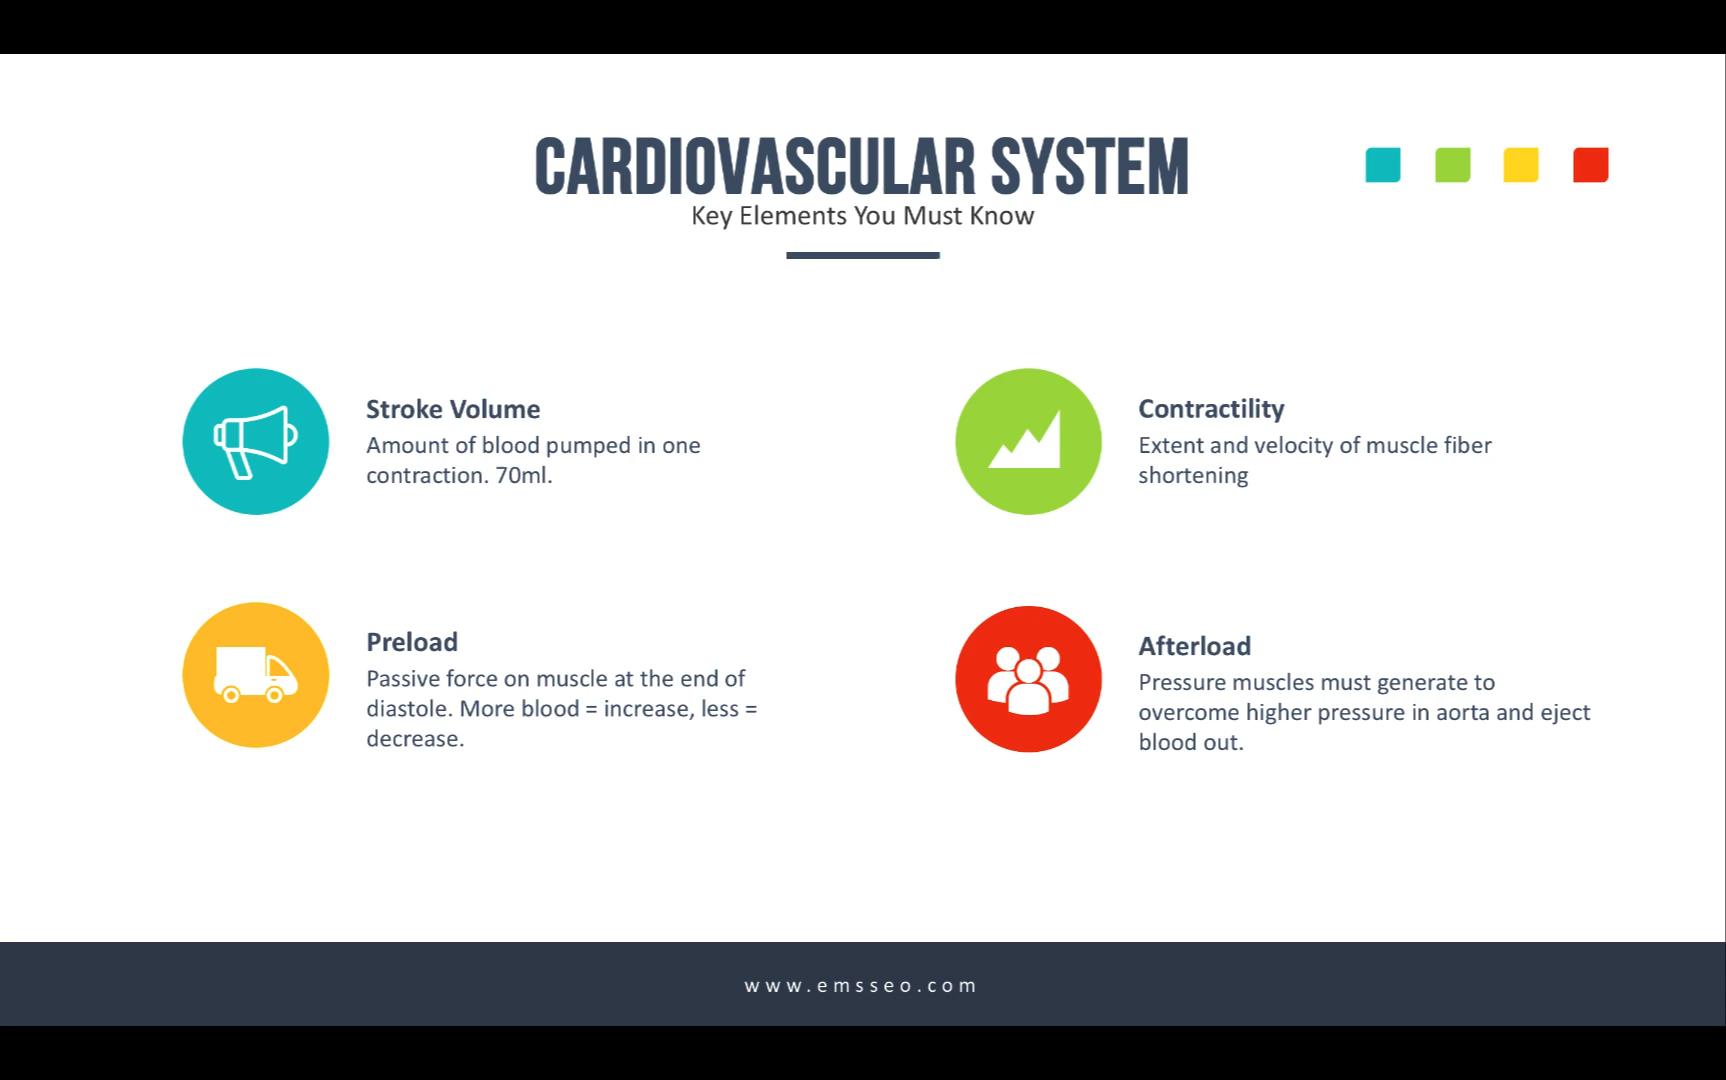 CARDIOVASCULAR SYSTEM
Key Elements You Must Know
Stroke Volume
Amount of blood pumped in one
contraction. 70ml.
Contractility
Extent and velocity of muscle fiber
shortening
Preload
Passive force on muscle at the end of
diastole. More blood = increase, less =
decrease.
Afterload
Pressure muscles must generate to
overcome higher pressure in aorta and eject
blood out.
www.emsseo.com